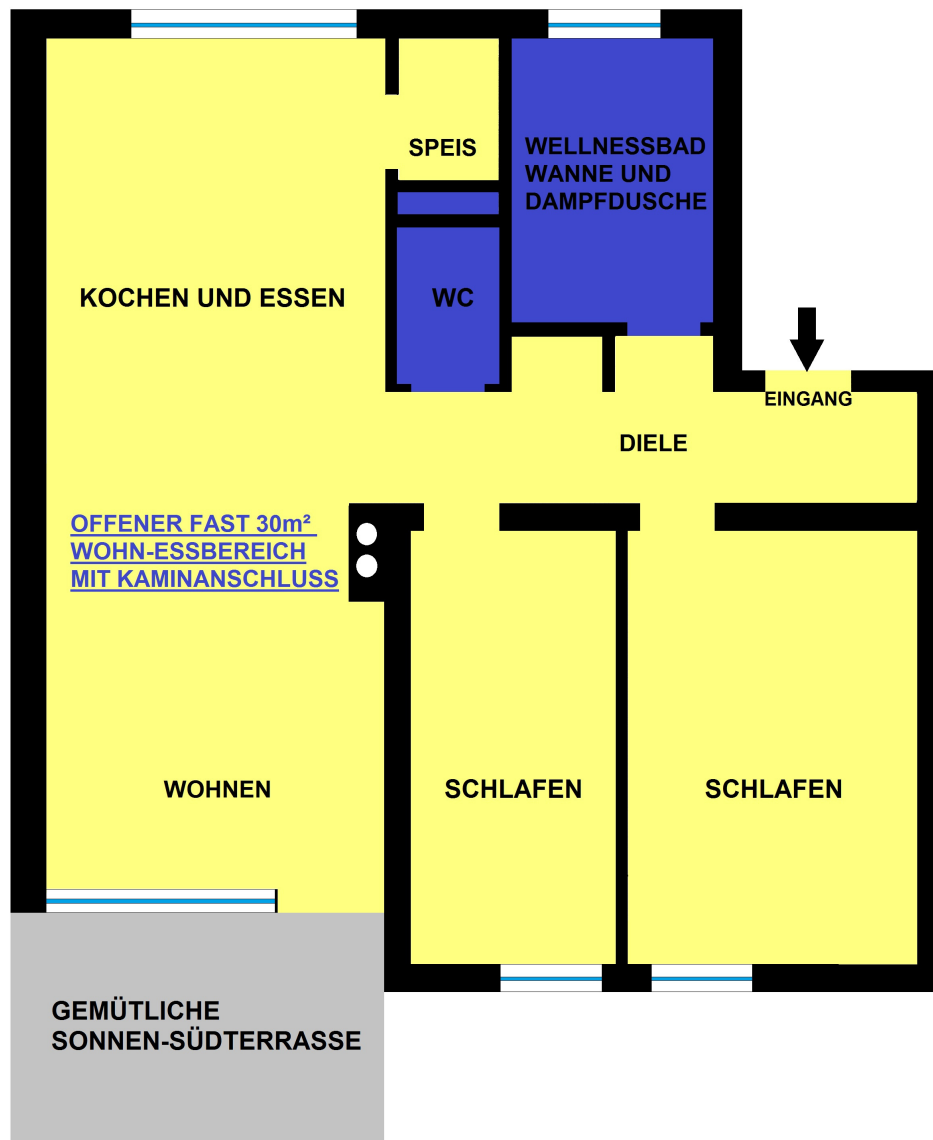 SPEIS
WELLNESSBAD
WANNE UND
DAMPFDUSCHE
KOCHEN UND ESSEN
WC
EINGANG
DIELE
OFFENER FAST 30m²
WOHN-ESSBEREICH
MIT KAMINANSCHLUSS
WOHNEN
SCHLAFEN
SCHLAFEN
GEMÜTLICHE
SONNEN-SÜDTERRASSE